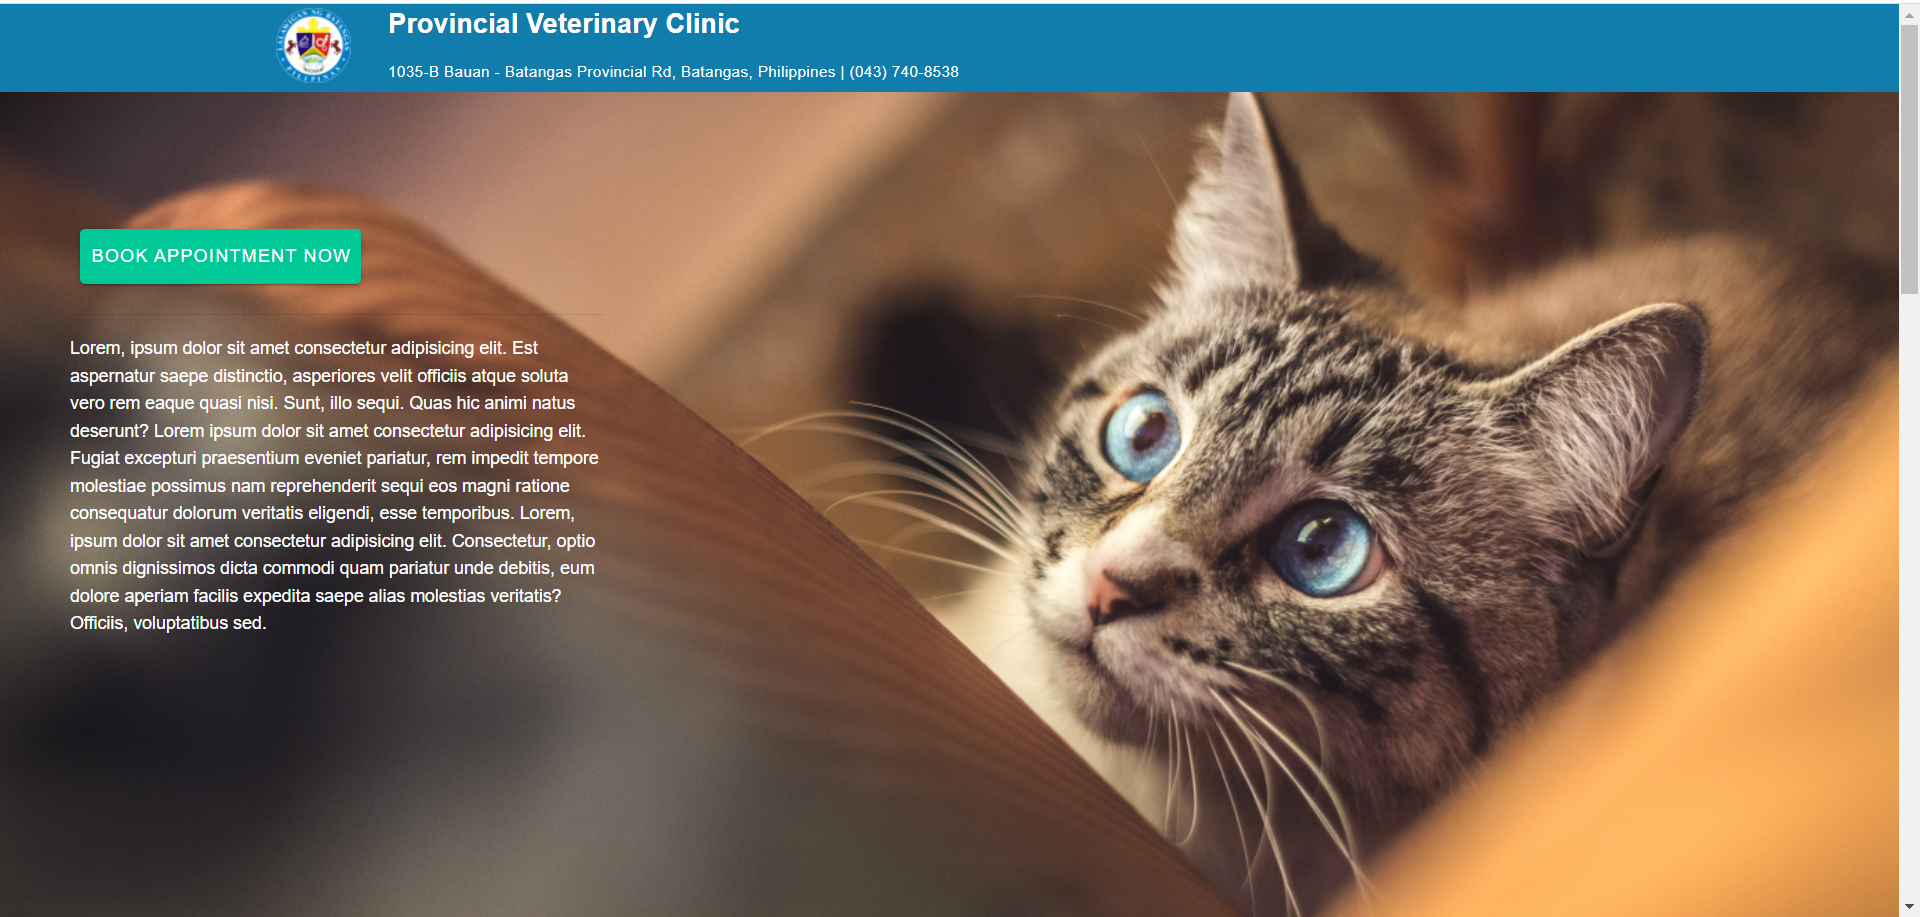 Provincial Veterinary Clinic
1035-B Bauan - Batangas Provincial Rd, Batangas, Philippines | (043) 740-8538
BOOK APPOINTMENT NOW
Lorem, ipsum dolor sit amet consectetur adipisicing elit. Est
aspernatur saepe distinctio, asperiores velit officiis atque soluta
vero rem eaque quasi nisi. Sunt, illo sequi. Quas hic animi natus
deserunt? Lorem ipsum dolor sit amet consectetur adipisicing elit.
Fugiat excepturi praesentium eveniet pariatur, rem impedit tempore
molestiae possimus nam reprehenderit sequi eos magni ratione
consequatur dolorum veritatis eligendi, esse temporibus. Lorem,
ipsum dolor sit amet consectetur adipisicing elit. Consectetur, optio
omnis dignissimos dicta commodi quam pariatur unde debitis, eum
dolore aperiam facilis expedita saepe alias molestias veritatis?
Officiis, voluptatibus sed.